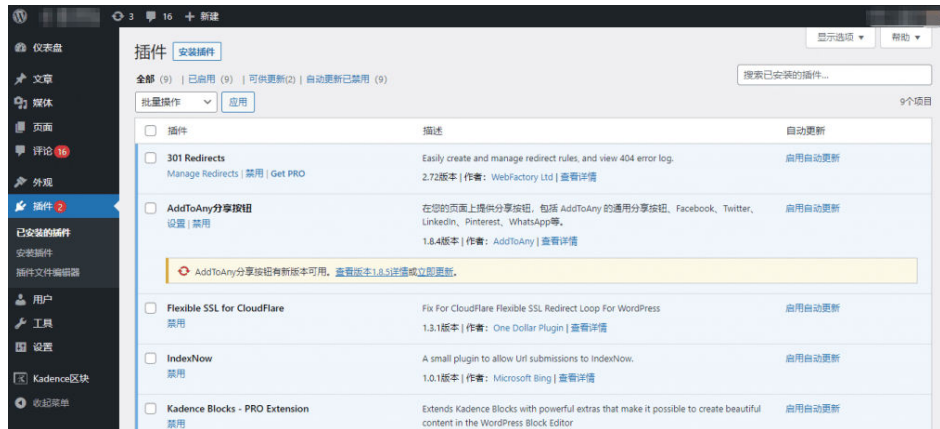 3 16 新建
仪表盘
文章
媒体
页面
评论 16
外观
插件 2
已安装的插件
安装插件
插件文件编辑器
用户
工具
设置
Kadence区块
收起菜单
显示选项 帮助
插件 安装插件
全部 (9) | 已启用 (9) | 可供更新(2) | 自动更新已禁用 (9)
搜索已安装的插件...
批量操作 应用
9个项目
插件 描述 自动更新
301 Redirects
Manage Redirects | 禁用 | Get PRO
Easily create and manage redirect rules, and view 404 error log.
2.72版本 | 作者: WebFactory Ltd | 查看详情
启用自动更新
AddToAny分享按钮
设置 | 禁用
在您的页面上提供分享按钮，包括 AddToAny 的通用分享按钮、Facebook、Twitter、
LinkedIn、Pinterest、WhatsApp等。
1.8.4版本 | 作者: AddToAny | 查看详情
启用自动更新
AddToAny分享按钮有新版本可用。查看版本1.8.5详情或立即更新。
Flexible SSL for CloudFlare
禁用
Fix For CloudFlare Flexible SSL Redirect Loop For WordPress
1.3.1版本 | 作者: One Dollar Plugin | 查看详情
启用自动更新
IndexNow
禁用
A small plugin to allow Url submissions to IndexNow.
1.0.1版本 | 作者: Microsoft Bing | 查看详情
启用自动更新
Kadence Blocks - PRO Extension
禁用
Extends Kadence Blocks with powerful extras that make it possible to create beautiful
content in the WordPress Block Editor
启用自动更新